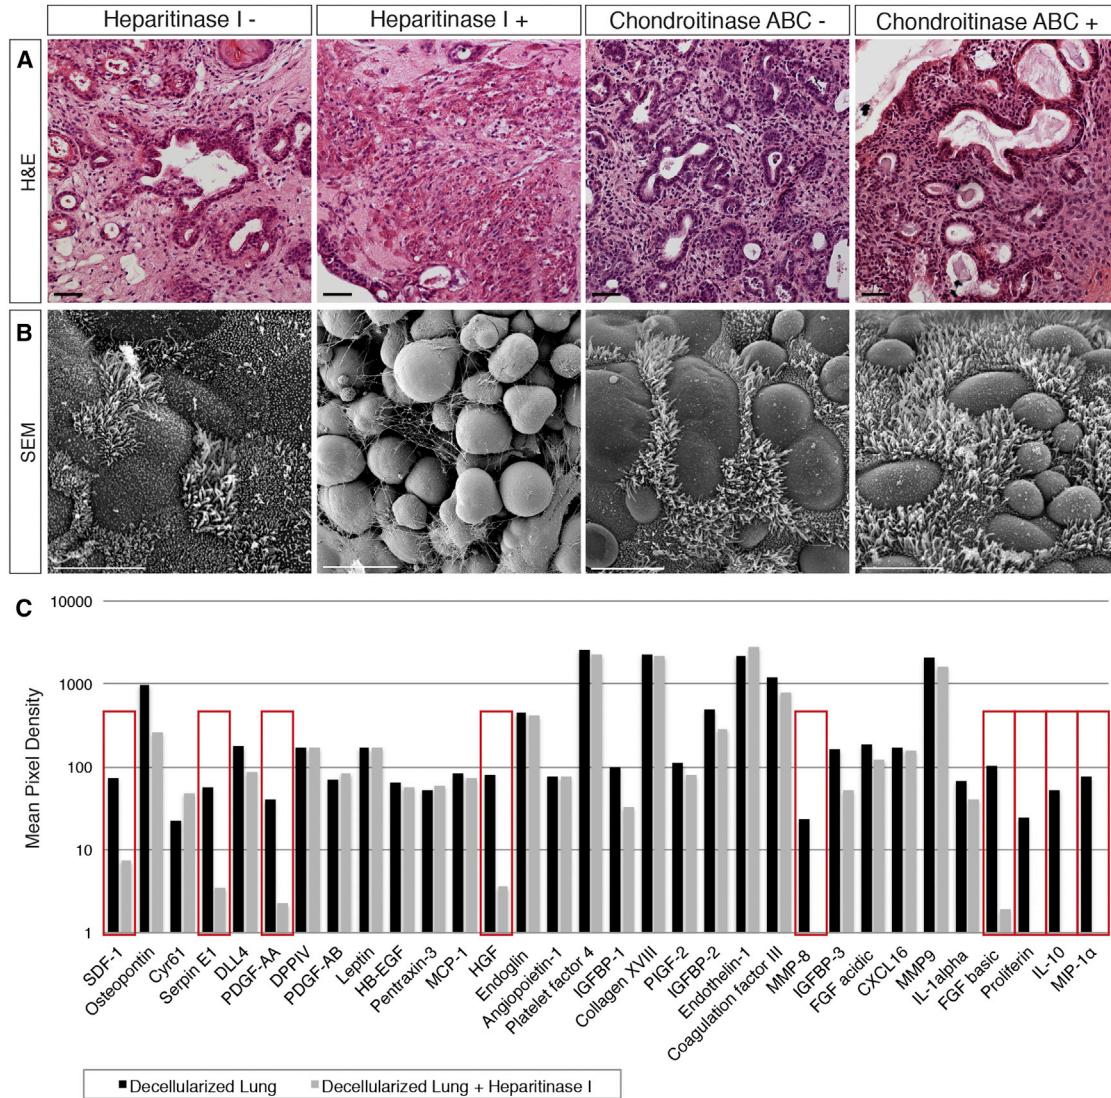 Heparitinase I -
Heparitinase I +
Chondroitinase ABC -
Chondroitinase ABC +
A
H&E
B
SEM
C
Mean Pixel Density
10000
1000
100
10
1
SDF-1
Osteopontin
Cyr61
Serpin E1
DLL4
PDGF-AA
DPPIV
PDGF-AB
Leptin
HB-EGF
Pentraxin-3
MCP-1
HGF
Endoglin
Angiopoietin-1
Platelet factor 4
IGFBP-1
Collagen XVIII
PIGF-2
IGFBP-2
Endothelin-1
Coagulation factor III
MMP-8
IGFBP-3
FGF acidic
CXCL16
MMP9
IL-1alpha
FGF basic
Proliferin
IL-10
MIP-1α
Decellularized Lung
Decellularized Lung + Heparitinase I